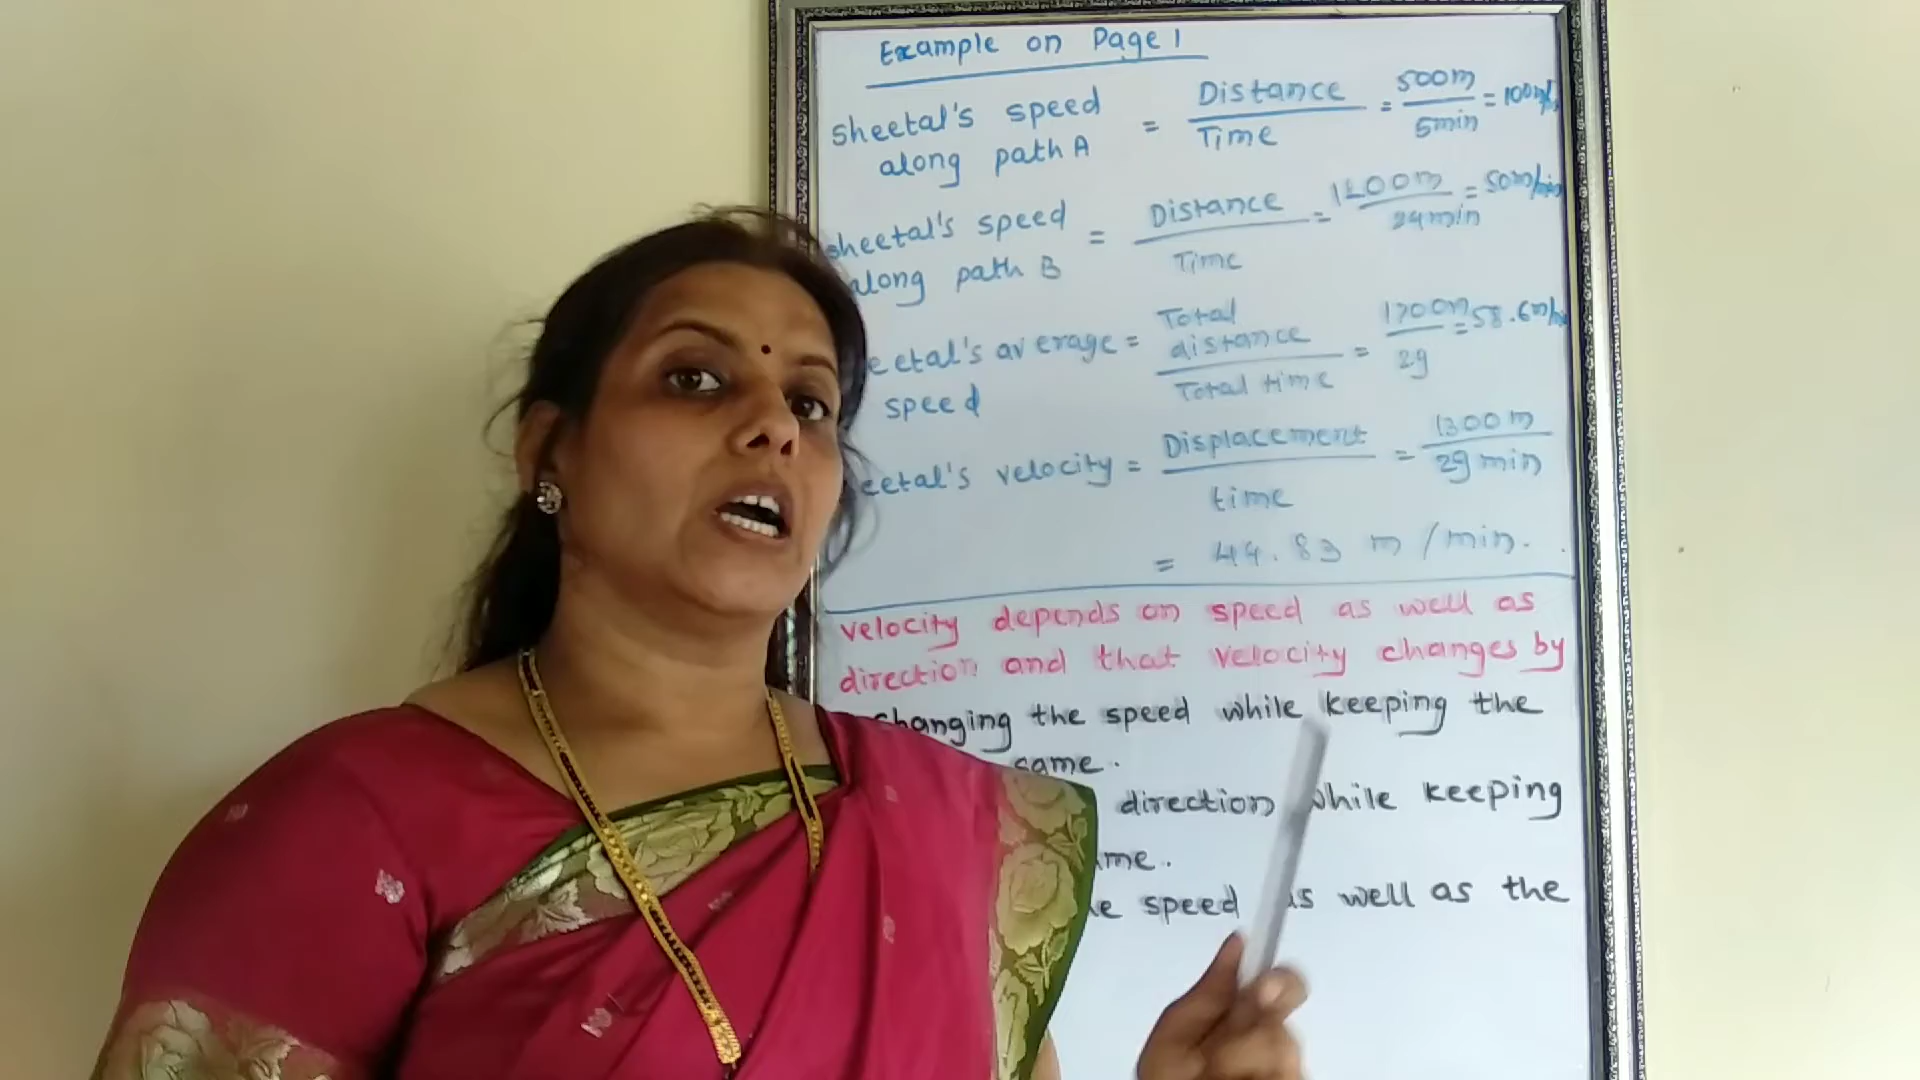 Example on Page 1
Sheetal's speed along path A = Distance / Time = 500m / 5min = 100m/
sheetal's speed along path B = Distance / Time = 1200m / 24min = 50m/min
eetal's average speed = Total distance / Total time = 1700m / 29 = 58.6m/
eetal's velocity = Displacement / time = 1300m / 29 min
= 44.83 m/min.
velocity depends on speed as well as
direction and that velocity changes by
changing the speed while keeping the
same.
direction while keeping
me.
e speed as well as the